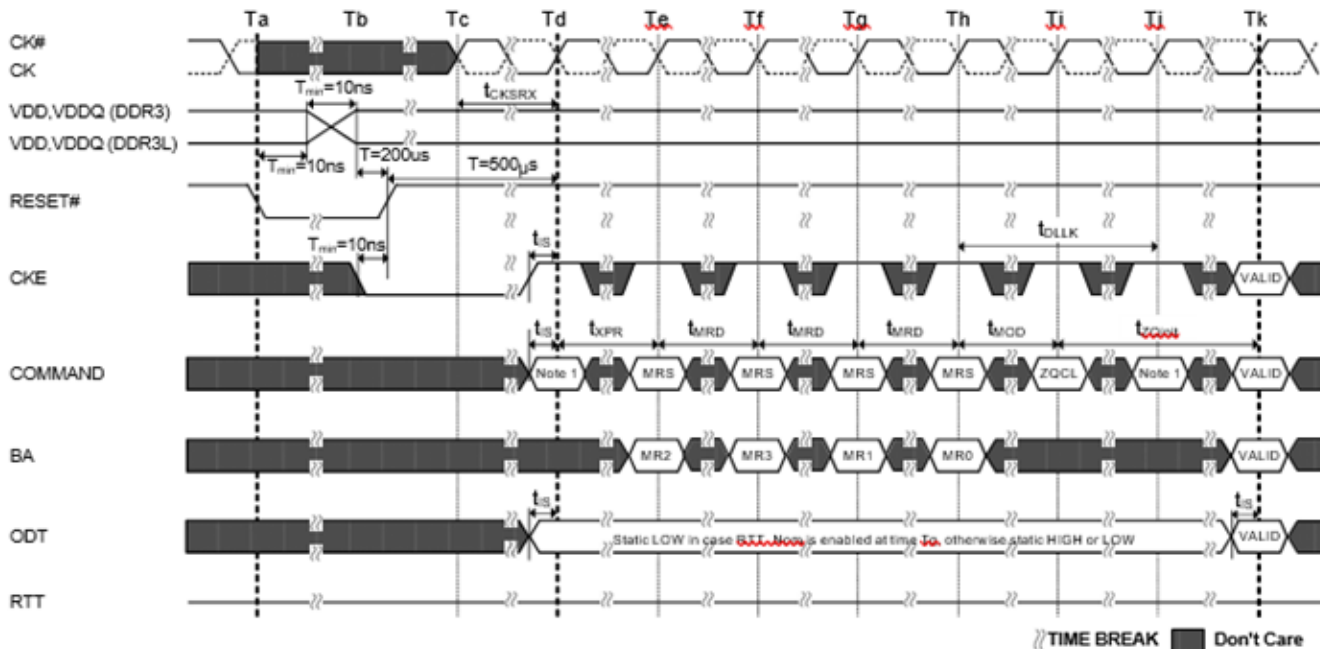 Ta Tb Tc Td Te Tf Tg Th Ti Tj Tk
CK#
CK
Tmin=10ns
tCKSRX
VDD,VDDQ (DDR3)
VDD,VDDQ (DDR3L)
Tmin=10ns
T=200us
T=500µs
RESET#
Tmin=10ns
tIS
tDLLK
CKE
VALID
tIS tXPR tMRD tMRD tMRD tMOD tZQinit
COMMAND
Note 1 MRS MRS MRS MRS ZQCL Note 1 VALID
BA
MR2 MR3 MR1 MR0 VALID
tIS tIS
ODT
Static LOW in case RTT_Nom is enabled at time Tg, otherwise static HIGH or LOW
VALID
RTT
TIME BREAK Don't Care